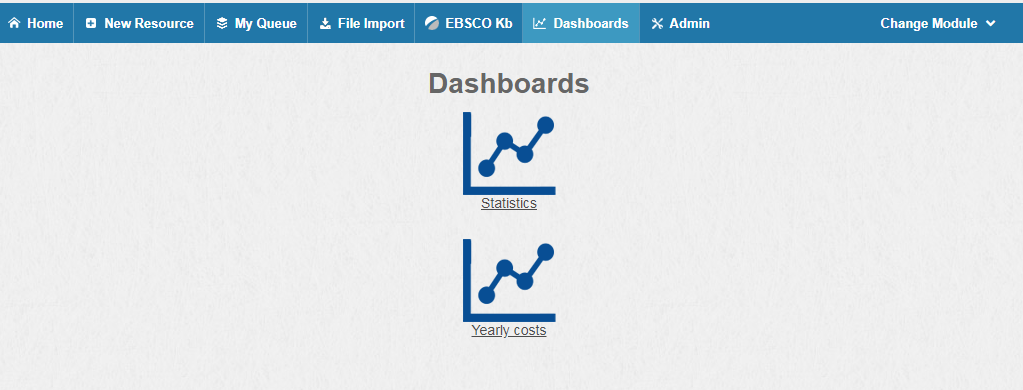 Home New Resource My Queue File Import EBSCO Kb Dashboards Admin Change Module
Dashboards
Statistics
Yearly costs